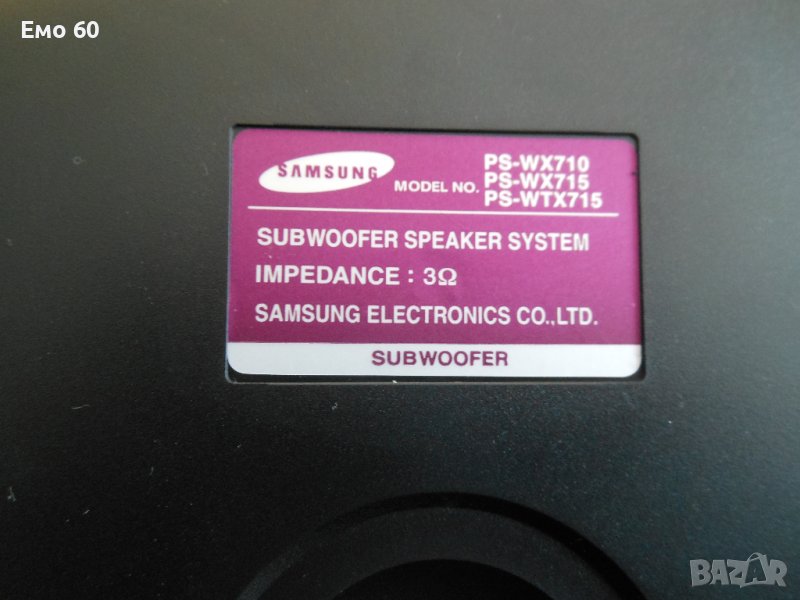 Емо 60
SAMSUNG
MODEL NO. PS-WX710
PS-WX715
PS-WTX715
SUBWOOFER SPEAKER SYSTEM
IMPEDANCE : 3Ω
SAMSUNG ELECTRONICS CO.,LTD.
SUBWOOFER
BAZAR